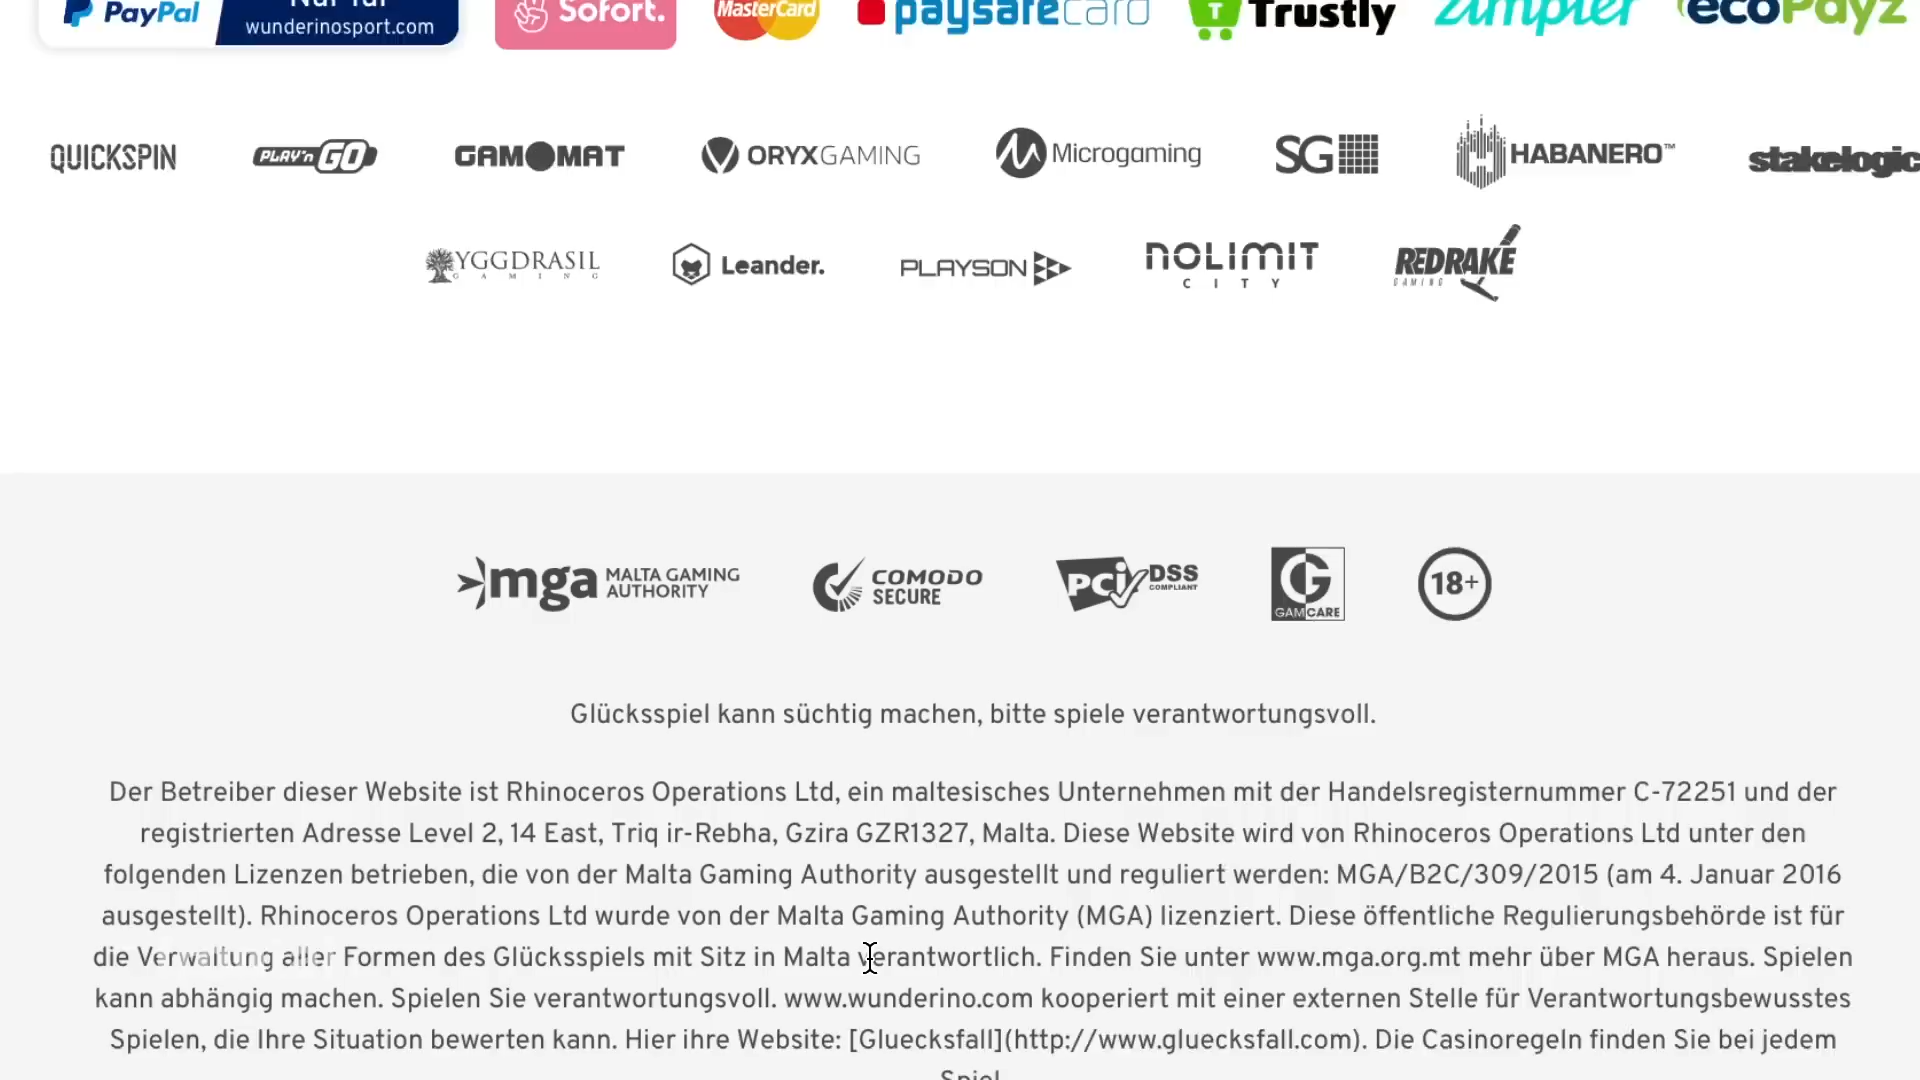 PayPal Nur für Sofort. MasterCard paysafecard Trustly zimpler ecoPayz
wunderinosport.com
QUICKSPIN PLAY'n GO GAMOMAT ORYXGAMING Microgaming SG HABANERO™ stakelogic
YGGDRASIL GAMING Leander. PLAYSON NOLIMIT CITY REDRAKE GAMING
mga MALTA GAMING AUTHORITY COMODO SECURE PCI DSS COMPLIANT G GAMCARE 18+
Glücksspiel kann süchtig machen, bitte spiele verantwortungsvoll.
Der Betreiber dieser Website ist Rhinoceros Operations Ltd, ein maltesisches Unternehmen mit der Handelsregisternummer C-72251 und der
registrierten Adresse Level 2, 14 East, Triq ir-Rebha, Gzira GZR1327, Malta. Diese Website wird von Rhinoceros Operations Ltd unter den
folgenden Lizenzen betrieben, die von der Malta Gaming Authority ausgestellt und reguliert werden: MGA/B2C/309/2015 (am 4. Januar 2016
ausgestellt). Rhinoceros Operations Ltd wurde von der Malta Gaming Authority (MGA) lizenziert. Diese öffentliche Regulierungsbehörde ist für
die Verwaltung aller Formen des Glücksspiels mit Sitz in Malta verantwortlich. Finden Sie unter www.mga.org.mt mehr über MGA heraus. Spielen
kann abhängig machen. Spielen Sie verantwortungsvoll. www.wunderino.com kooperiert mit einer externen Stelle für Verantwortungsbewusstes
Spielen, die Ihre Situation bewerten kann. Hier ihre Website: [Gluecksfall](http://www.gluecksfall.com). Die Casinoregeln finden Sie bei jedem
Spiel